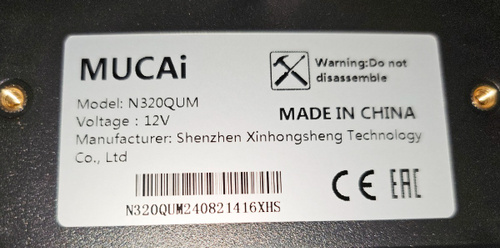 MUCAi
Warning:Do not
disassemble
Model: N320QUM
Voltage : 12V
MADE IN CHINA
Manufacturer: Shenzhen Xinhongsheng Technology
Co., Ltd
CE EAC
N320QUM240821416XHS